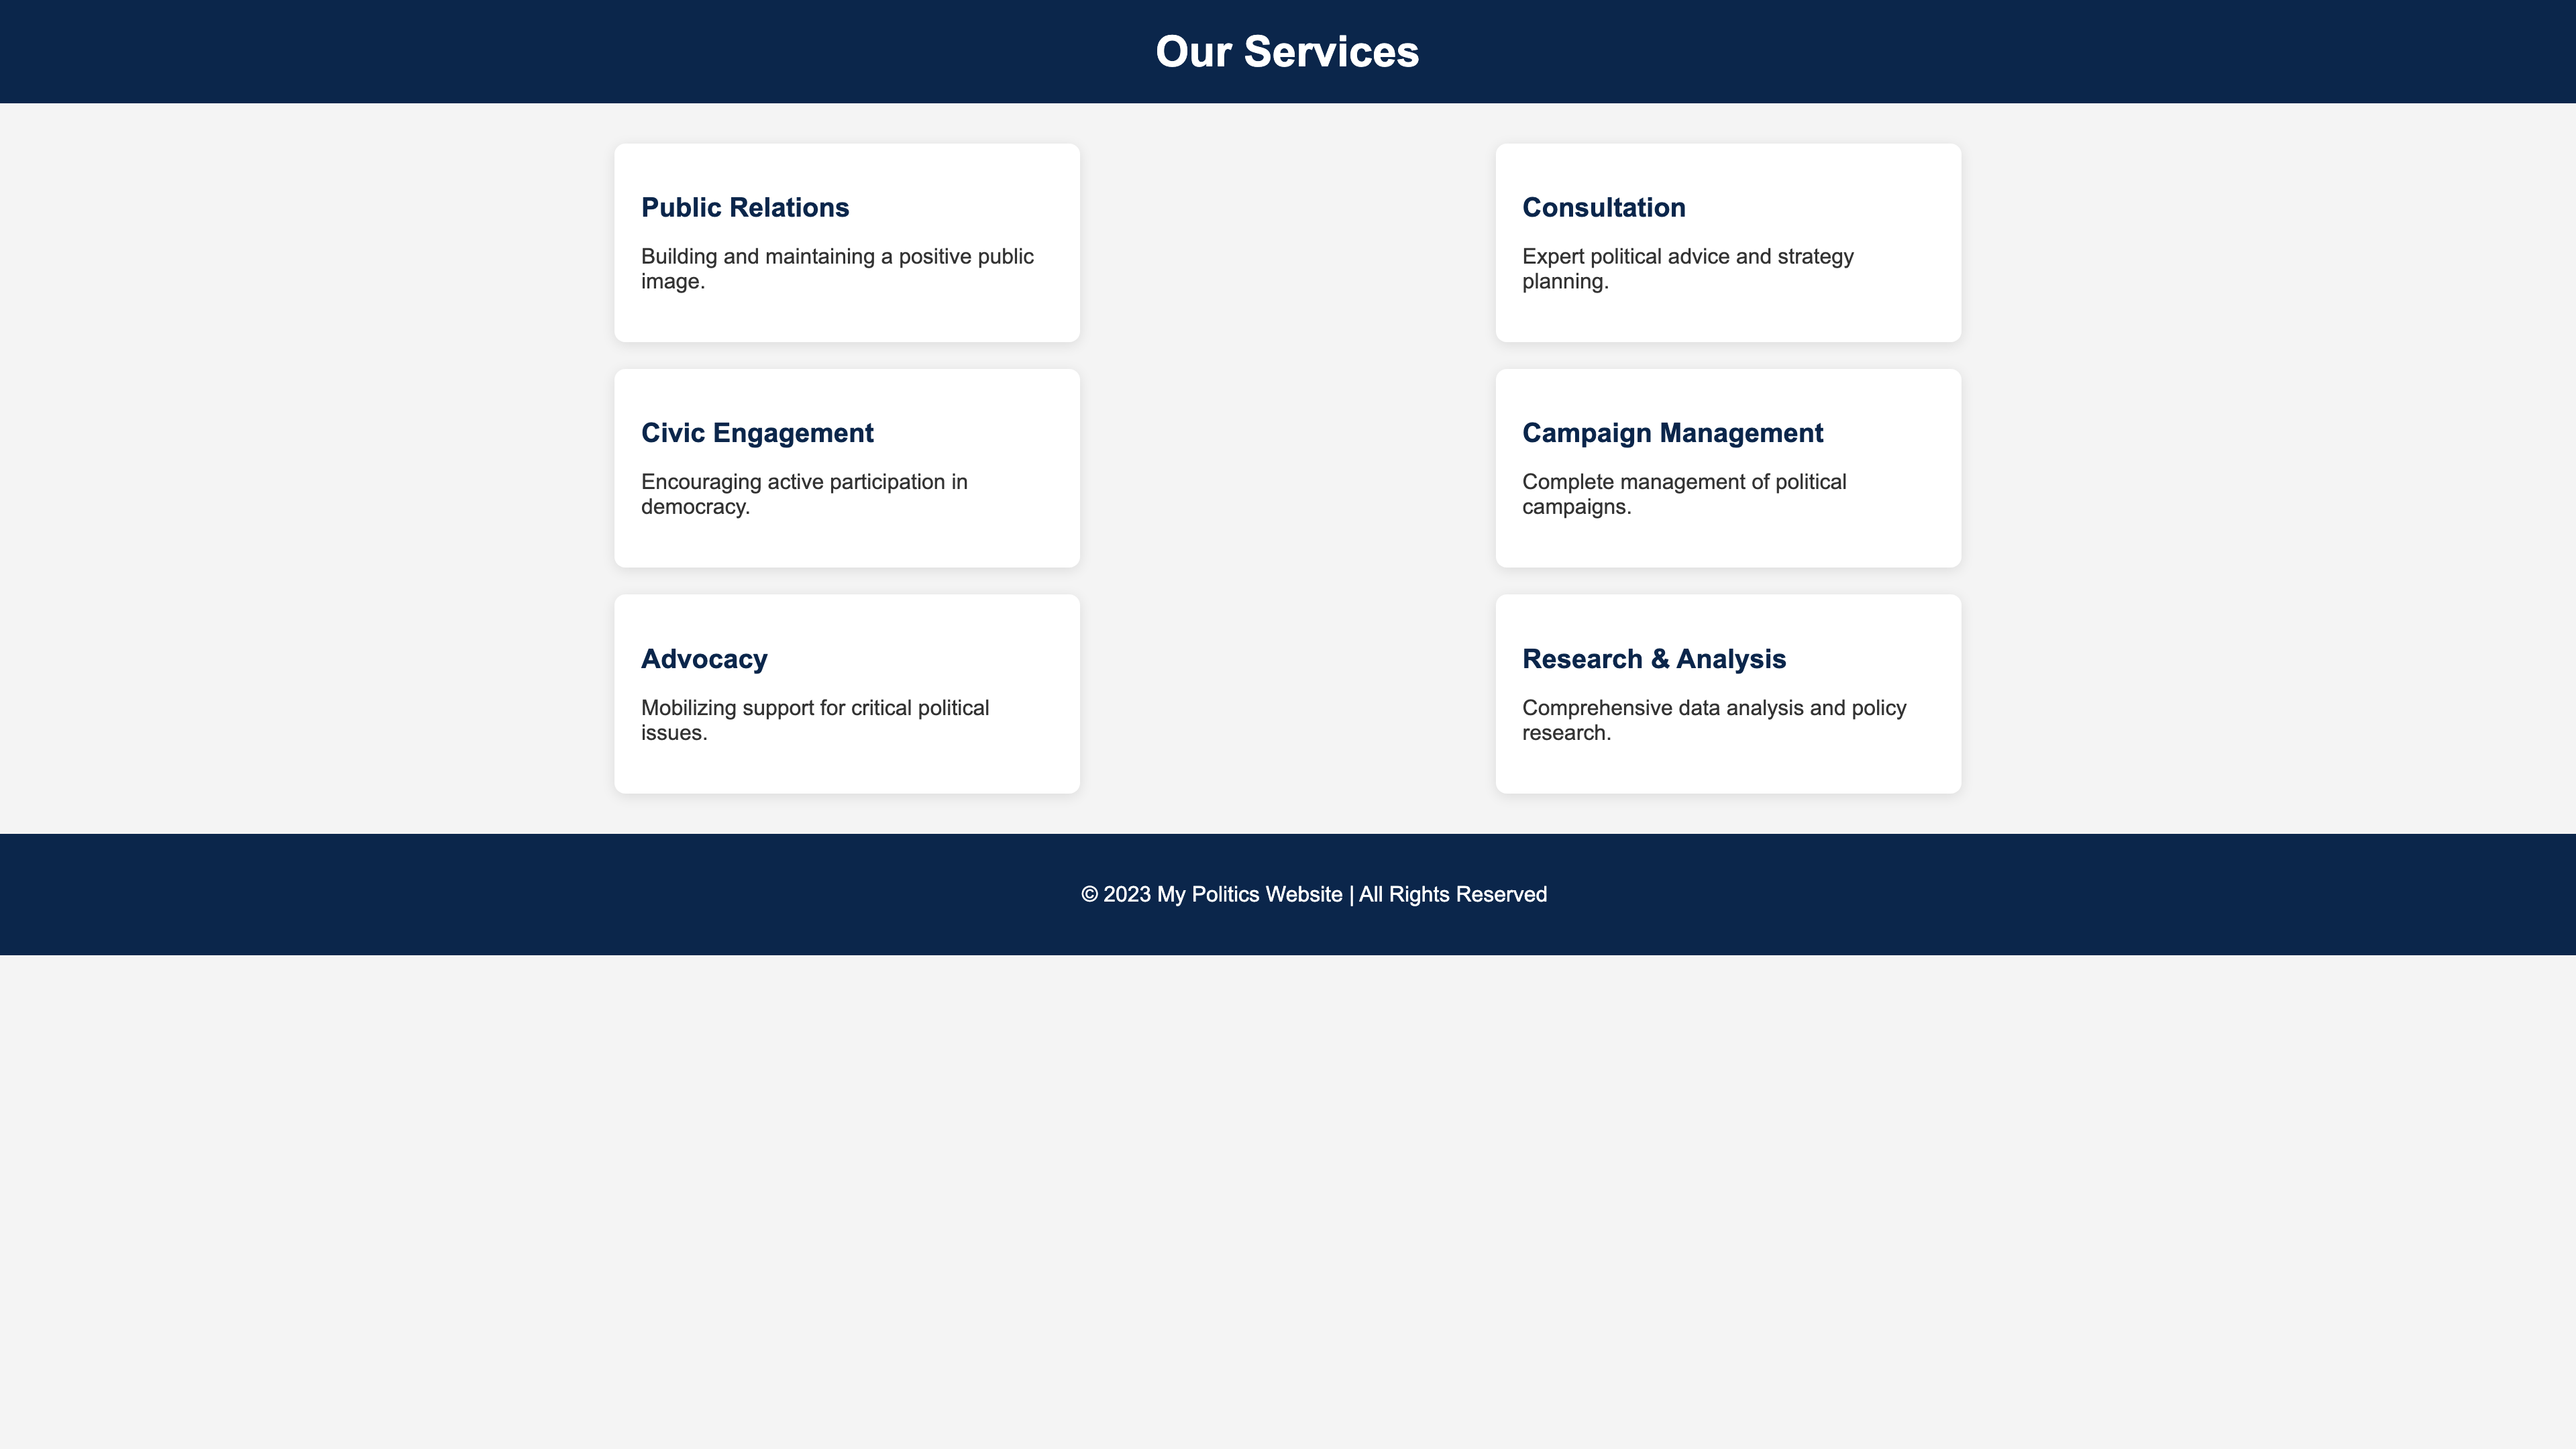 Our Services
Public Relations
Building and maintaining a positive public
image.
Consultation
Expert political advice and strategy
planning.
Civic Engagement
Encouraging active participation in
democracy.
Campaign Management
Complete management of political
campaigns.
Advocacy
Mobilizing support for critical political
issues.
Research & Analysis
Comprehensive data analysis and policy
research.
© 2023 My Politics Website | All Rights Reserved